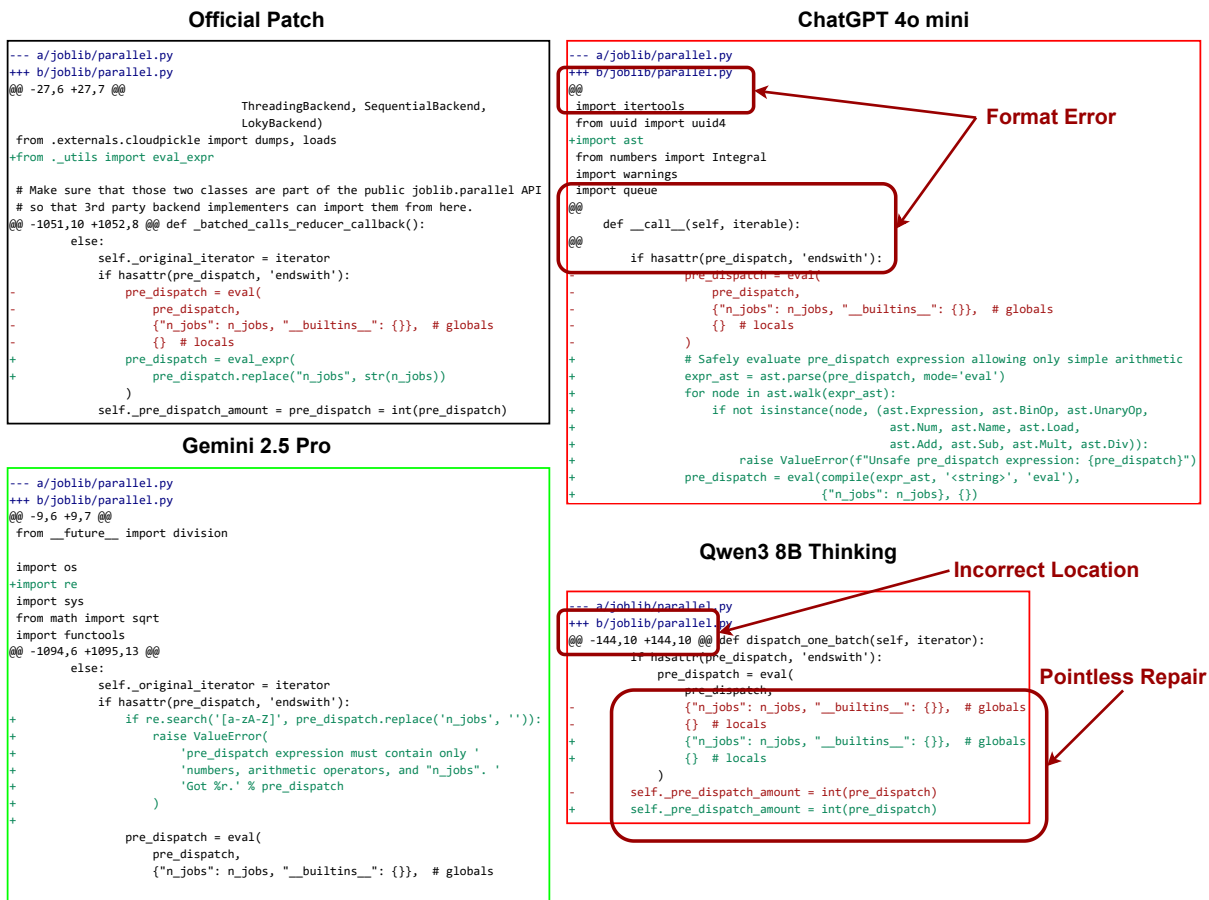 Official Patch
--- a/joblib/parallel.py
+++ b/joblib/parallel.py
@@ -27,6 +27,7 @@
                                  ThreadingBackend, SequentialBackend,
                                  LokyBackend)
 from .externals.cloudpickle import dumps, loads
+from ._utils import eval_expr
 # Make sure that those two classes are part of the public joblib.parallel API
 # so that 3rd party backend implementers can import them from here.
@@ -1051,10 +1052,8 @@ def _batched_calls_reducer_callback():
         else:
             self._original_iterator = iterator
             if hasattr(pre_dispatch, 'endswith'):
-                pre_dispatch = eval(
-                    pre_dispatch,
-                    {"n_jobs": n_jobs, "__builtins__": {}},  # globals
-                    {}  # locals
+                pre_dispatch = eval_expr(
+                    pre_dispatch.replace("n_jobs", str(n_jobs))
                 )
             self._pre_dispatch_amount = pre_dispatch = int(pre_dispatch)
ChatGPT 4o mini
--- a/joblib/parallel.py
+++ b/joblib/parallel.py
@@
 import itertools
 from uuid import uuid4
+import ast
 from numbers import Integral
 import warnings
 import queue
@@
     def __call__(self, iterable):
@@
         if hasattr(pre_dispatch, 'endswith'):
-                pre_dispatch = eval(
-                    pre_dispatch,
-                    {"n_jobs": n_jobs, "__builtins__": {}},  # globals
-                    {}  # locals
-                )
+                # Safely evaluate pre_dispatch expression allowing only simple arithmetic
+                expr_ast = ast.parse(pre_dispatch, mode='eval')
+                for node in ast.walk(expr_ast):
+                    if not isinstance(node, (ast.Expression, ast.BinOp, ast.UnaryOp,
+                                              ast.Num, ast.Name, ast.Load,
+                                              ast.Add, ast.Sub, ast.Mult, ast.Div)):
+                        raise ValueError(f"Unsafe pre_dispatch expression: {pre_dispatch}")
+                pre_dispatch = eval(compile(expr_ast, '<string>', 'eval'),
+                                    {"n_jobs": n_jobs}, {})
Format Error
Gemini 2.5 Pro
--- a/joblib/parallel.py
+++ b/joblib/parallel.py
@@ -9,6 +9,7 @@
 from __future__ import division
 import os
+import re
 import sys
 from math import sqrt
 import functools
@@ -1094,6 +1095,13 @@
         else:
             self._original_iterator = iterator
             if hasattr(pre_dispatch, 'endswith'):
+                if re.search('[a-zA-Z]', pre_dispatch.replace('n_jobs', '')):
+                    raise ValueError(
+                        'pre_dispatch expression must contain only '
+                        'numbers, arithmetic operators, and "n_jobs". '
+                        'Got %r.' % pre_dispatch
+                    )
+
                 pre_dispatch = eval(
                     pre_dispatch,
                     {"n_jobs": n_jobs, "__builtins__": {}},  # globals
Qwen3 8B Thinking
Incorrect Location
--- a/joblib/parallel.py
+++ b/joblib/parallel.py
@@ -144,10 +144,10 @@ def dispatch_one_batch(self, iterator):
         if hasattr(pre_dispatch, 'endswith'):
             pre_dispatch = eval(
                 pre_dispatch,
-                {"n_jobs": n_jobs, "__builtins__": {}},  # globals
-                {}  # locals
+                {"n_jobs": n_jobs, "__builtins__": {}},  # globals
+                {}  # locals
             )
-        self._pre_dispatch_amount = int(pre_dispatch)
+        self._pre_dispatch_amount = int(pre_dispatch)
Pointless Repair